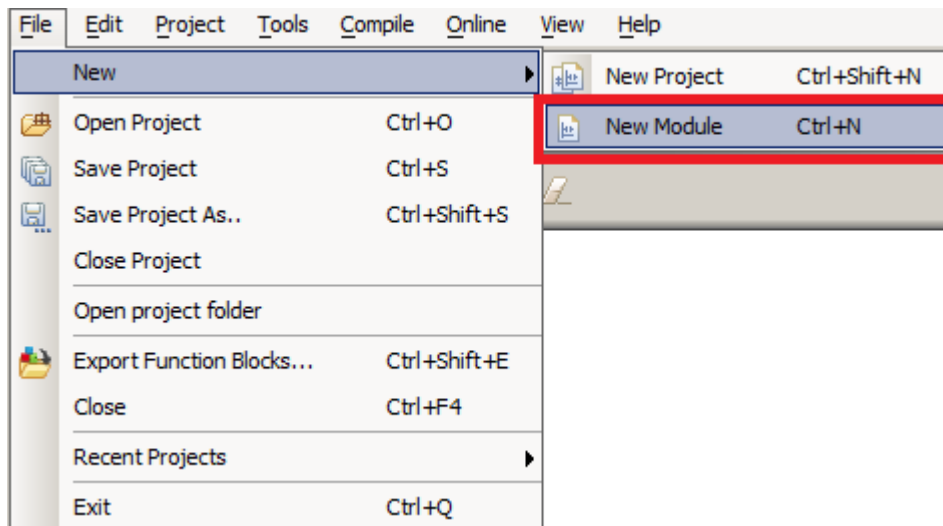 File Edit Project Tools Compile Online View Help
New
New Project Ctrl+Shift+N
Open Project Ctrl+O
New Module Ctrl+N
Save Project Ctrl+S
Save Project As.. Ctrl+Shift+S
Close Project
Open project folder
Export Function Blocks... Ctrl+Shift+E
Close Ctrl+F4
Recent Projects
Exit Ctrl+Q